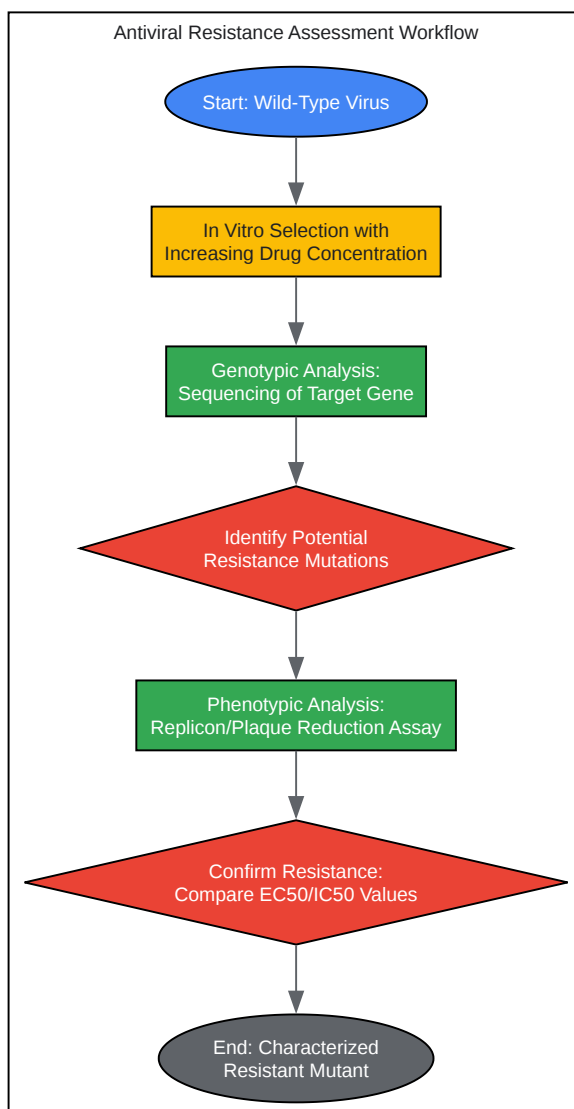 Antiviral Resistance Assessment Workflow
Start: Wild-Type Virus
In Vitro Selection with
Increasing Drug Concentration
Genotypic Analysis:
Sequencing of Target Gene
Identify Potential
Resistance Mutations
Phenotypic Analysis:
Replicon/Plaque Reduction Assay
Confirm Resistance:
Compare EC50/IC50 Values
End: Characterized
Resistant Mutant